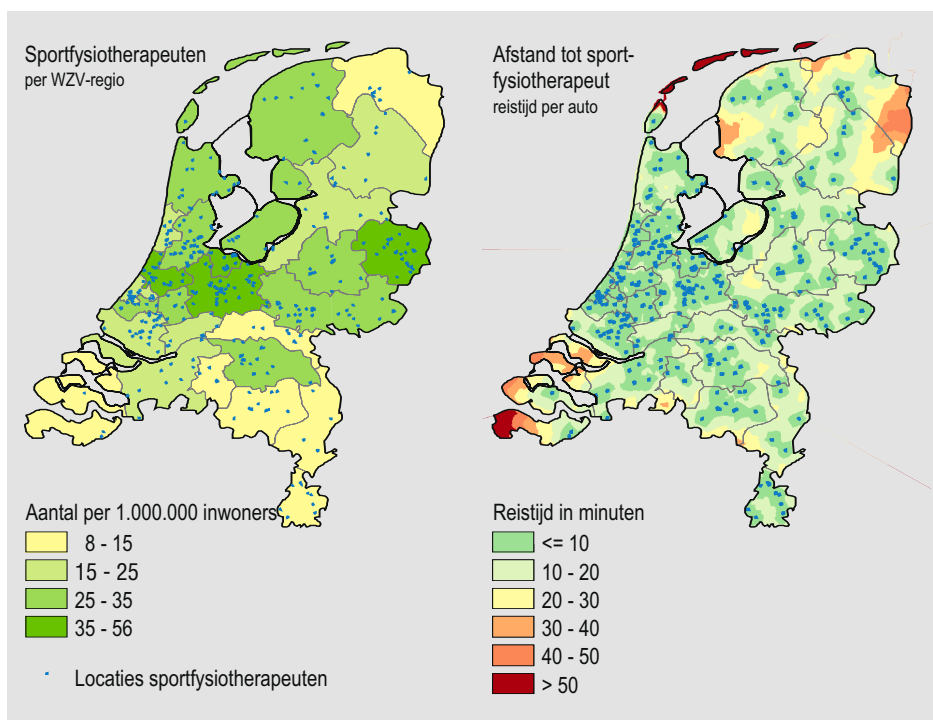 Sportfysiotherapeuten
per WZV-regio
Afstand tot sport-
fysiotherapeut
reistijd per auto
Aantal per 1.000.000 inwoners
8 - 15
15 - 25
25 - 35
35 - 56
Locaties sportfysiotherapeuten
Reistijd in minuten
<= 10
10 - 20
20 - 30
30 - 40
40 - 50
> 50